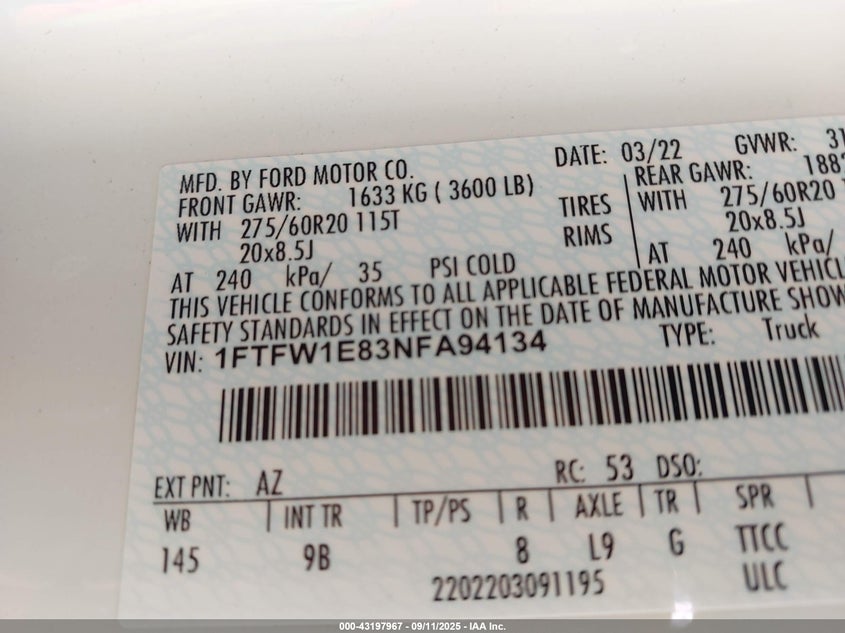 MFD. BY FORD MOTOR CO. DATE: 03/22 GVWR: 31
FRONT GAWR: 1633 KG ( 3600 LB) REAR GAWR: 188
WITH 275/60R20 115T TIRES WITH 275/60R20
20x8.5J RIMS 20x8.5J
AT 240 kPa/ 35 PSI COLD AT 240 kPa/
THIS VEHICLE CONFORMS TO ALL APPLICABLE FEDERAL MOTOR VEHICL
SAFETY STANDARDS IN EFFECT ON THE DATE OF MANUFACTURE SHOW
VIN: 1FTFW1E83NFA94134 TYPE: Truck
EXT PNT: AZ RC: 53 DSO:
WB INT TR TP/PS R AXLE TR SPR
145 9B 8 L9 G TTCC
2202203091195 ULC
000-43197967 - 09/11/2025 - IAA Inc.